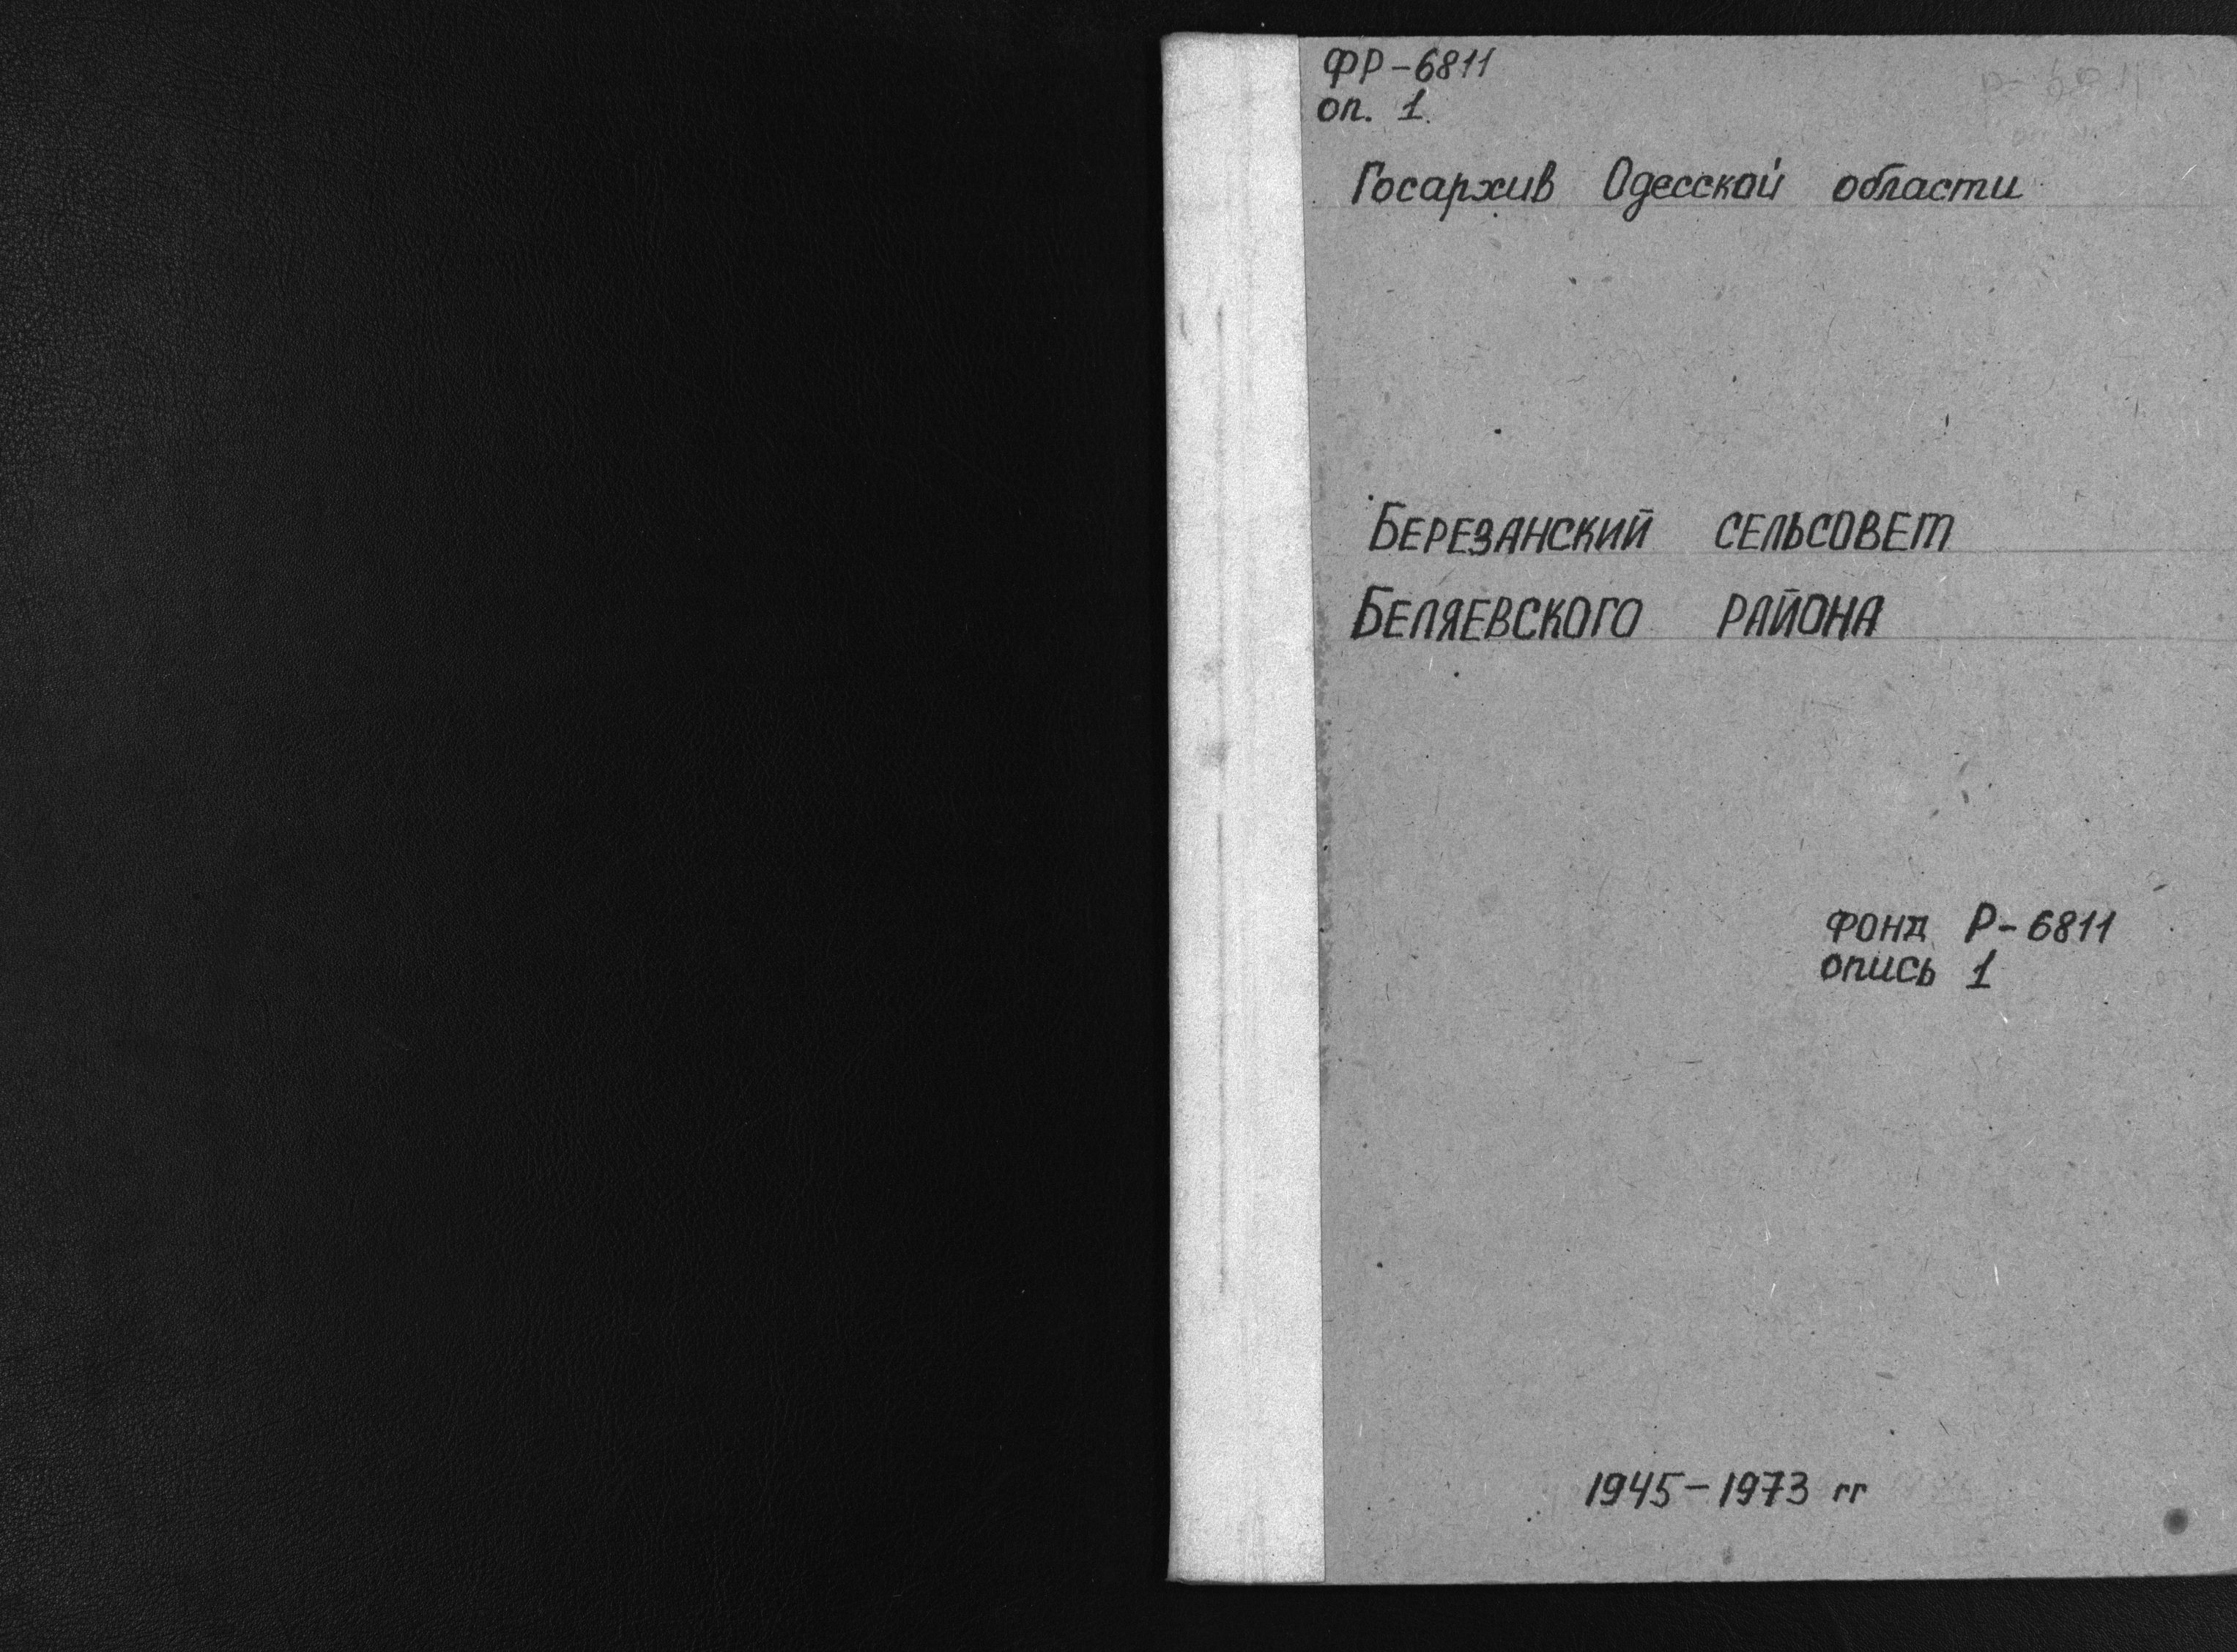 ФР-6811
оп. 1.
Госархив Одесской области
БЕРЕЗАНСКИЙ СЕЛЬСОВЕТ
БЕЛЯЕВСКОГО РАЙОНА
ФОНД Р-6811
ОПИСЬ 1
1945-1973 гг